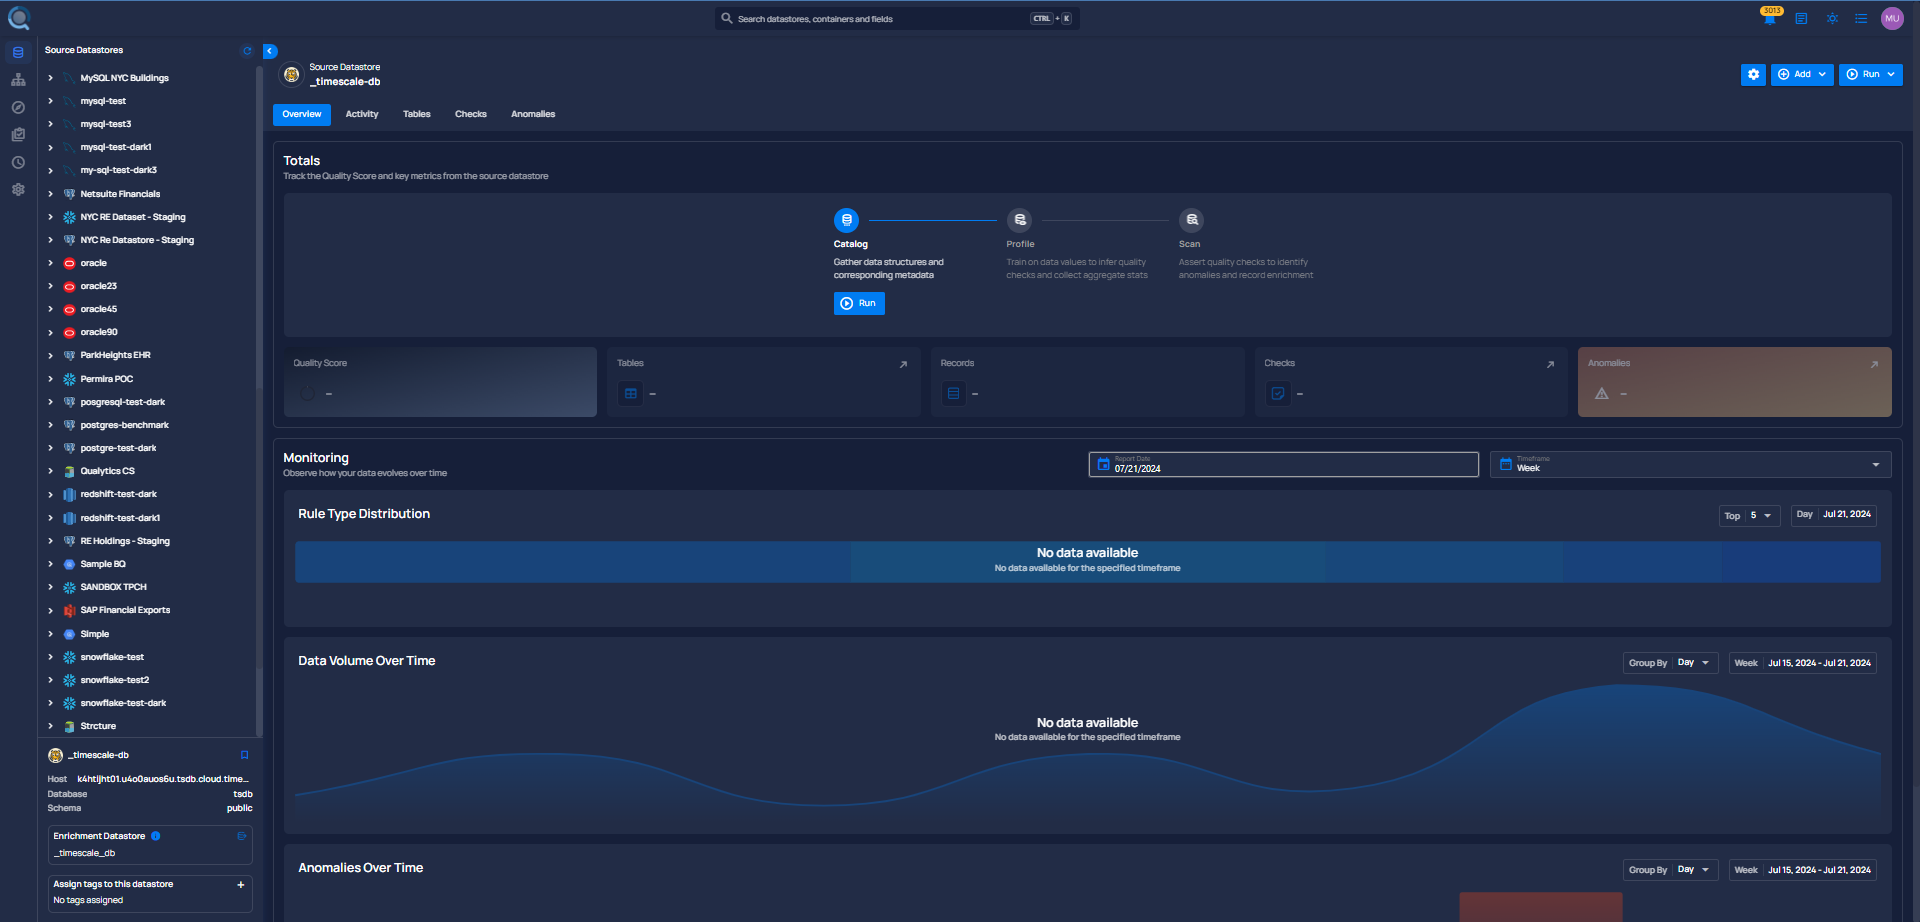 Search datastores, containers and fields
CTRL + K
3013
MU
Source Datastores
MySQL NYC Buildings
mysql-test
mysql-test3
mysql-test-dark1
my-sql-test-dark3
Netsuite Financials
NYC RE Dataset - Staging
NYC Re Datastore - Staging
oracle
oracle23
oracle45
oracle90
ParkHeights EHR
Permira POC
posgresql-test-dark
postgres-benchmark
postgre-test-dark
Qualytics CS
redshift-test-dark
redshift-test-dark1
RE Holdings - Staging
Sample BQ
SANDBOX TPCH
SAP Financial Exports
Simple
snowflake-test
snowflake-test2
snowflake-test-dark
Strcture
_timescale-db
Host
Database tsdb
Schema public
Enrichment Datastore
_timescale_db
Assign tags to this datastore +
No tags assigned
Source Datastore
_timescale-db
Add
Run
Overview Activity Tables Checks Anomalies
Totals
Track the Quality Score and key metrics from the source datastore
Catalog
Gather data structures and
corresponding metadata
Run
Profile
Train on data values to infer quality
checks and collect aggregate stats
Scan
Assert quality checks to identify
anomalies and record enrichment
Quality Score
–
Tables
–
Records
–
Checks
–
Anomalies
–
Monitoring
Observe how your data evolves over time
Report Date
07/21/2024
Timeframe
Week
Rule Type Distribution
Top 5
Day Jul 21, 2024
No data available
No data available for the specified timeframe
Data Volume Over Time
Group By Day
Week Jul 15, 2024 - Jul 21, 2024
No data available
No data available for the specified timeframe
Anomalies Over Time
Group By Day
Week Jul 15, 2024 - Jul 21, 2024